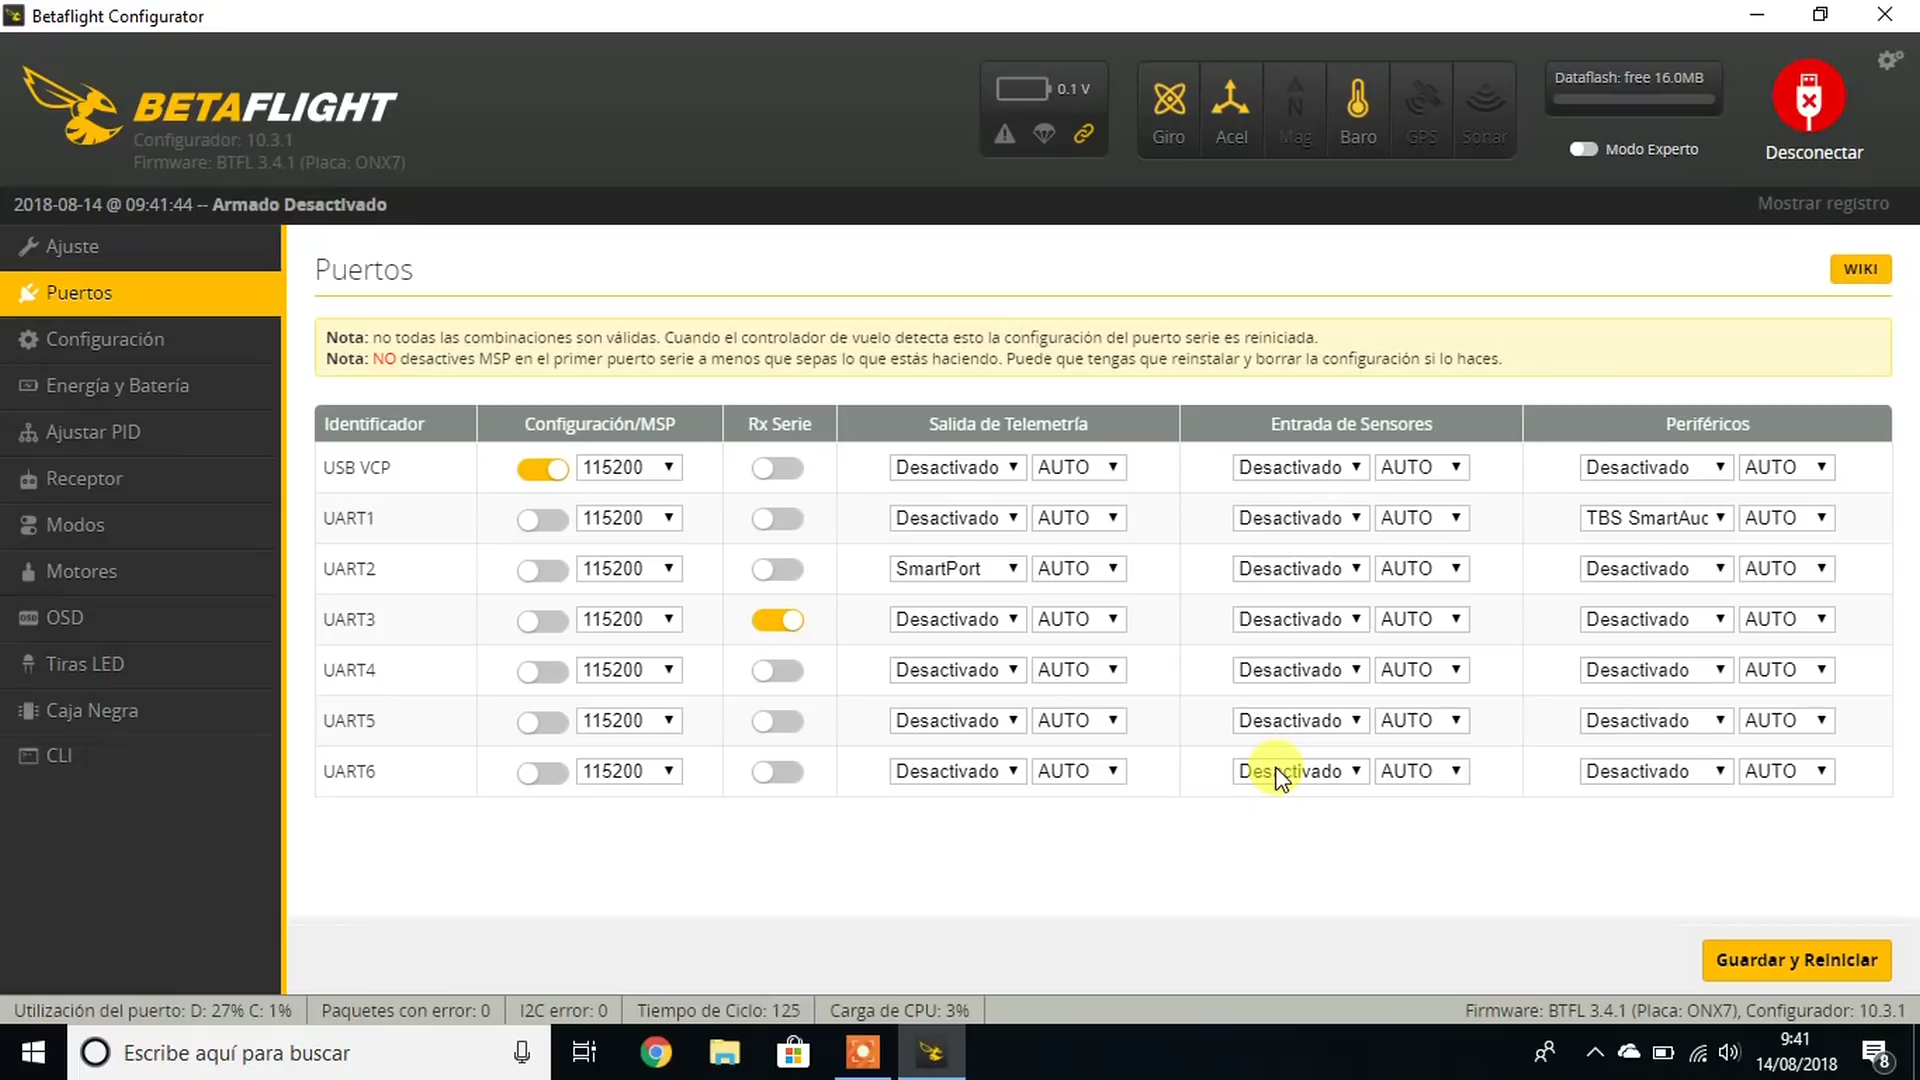 Betaflight Configurator
BETAFLIGHT
Configurador: 10.3.1
Firmware: BTFL 3.4.1 (Placa: ONX7)
0.1 V
Giro Acel Mag Baro GPS Sonar
Dataflash: free 16.0MB
Modo Experto
Desconectar
2018-08-14 @ 09:41:44 -- Armado Desactivado
Mostrar registro
Ajuste
Puertos
Configuración
Energía y Batería
Ajustar PID
Receptor
Modos
Motores
OSD
Tiras LED
Caja Negra
CLI
Puertos
WIKI
Nota: no todas las combinaciones son válidas. Cuando el controlador de vuelo detecta esto la configuración del puerto serie es reiniciada.
Nota: NO desactives MSP en el primer puerto serie a menos que sepas lo que estás haciendo. Puede que tengas que reinstalar y borrar la configuración si lo haces.
Identificador Configuración/MSP Rx Serie Salida de Telemetría Entrada de Sensores Periféricos
USB VCP 115200 Desactivado AUTO Desactivado AUTO Desactivado AUTO
UART1 115200 Desactivado AUTO Desactivado AUTO TBS SmartAuc AUTO
UART2 115200 SmartPort AUTO Desactivado AUTO Desactivado AUTO
UART3 115200 Desactivado AUTO Desactivado AUTO Desactivado AUTO
UART4 115200 Desactivado AUTO Desactivado AUTO Desactivado AUTO
UART5 115200 Desactivado AUTO Desactivado AUTO Desactivado AUTO
UART6 115200 Desactivado AUTO Desactivado AUTO Desactivado AUTO
Guardar y Reiniciar
Utilización del puerto: D: 27% C: 1% Paquetes con error: 0 I2C error: 0 Tiempo de Ciclo: 125 Carga de CPU: 3% Firmware: BTFL 3.4.1 (Placa: ONX7), Configurador: 10.3.1
Escribe aquí para buscar
9:41
14/08/2018
8